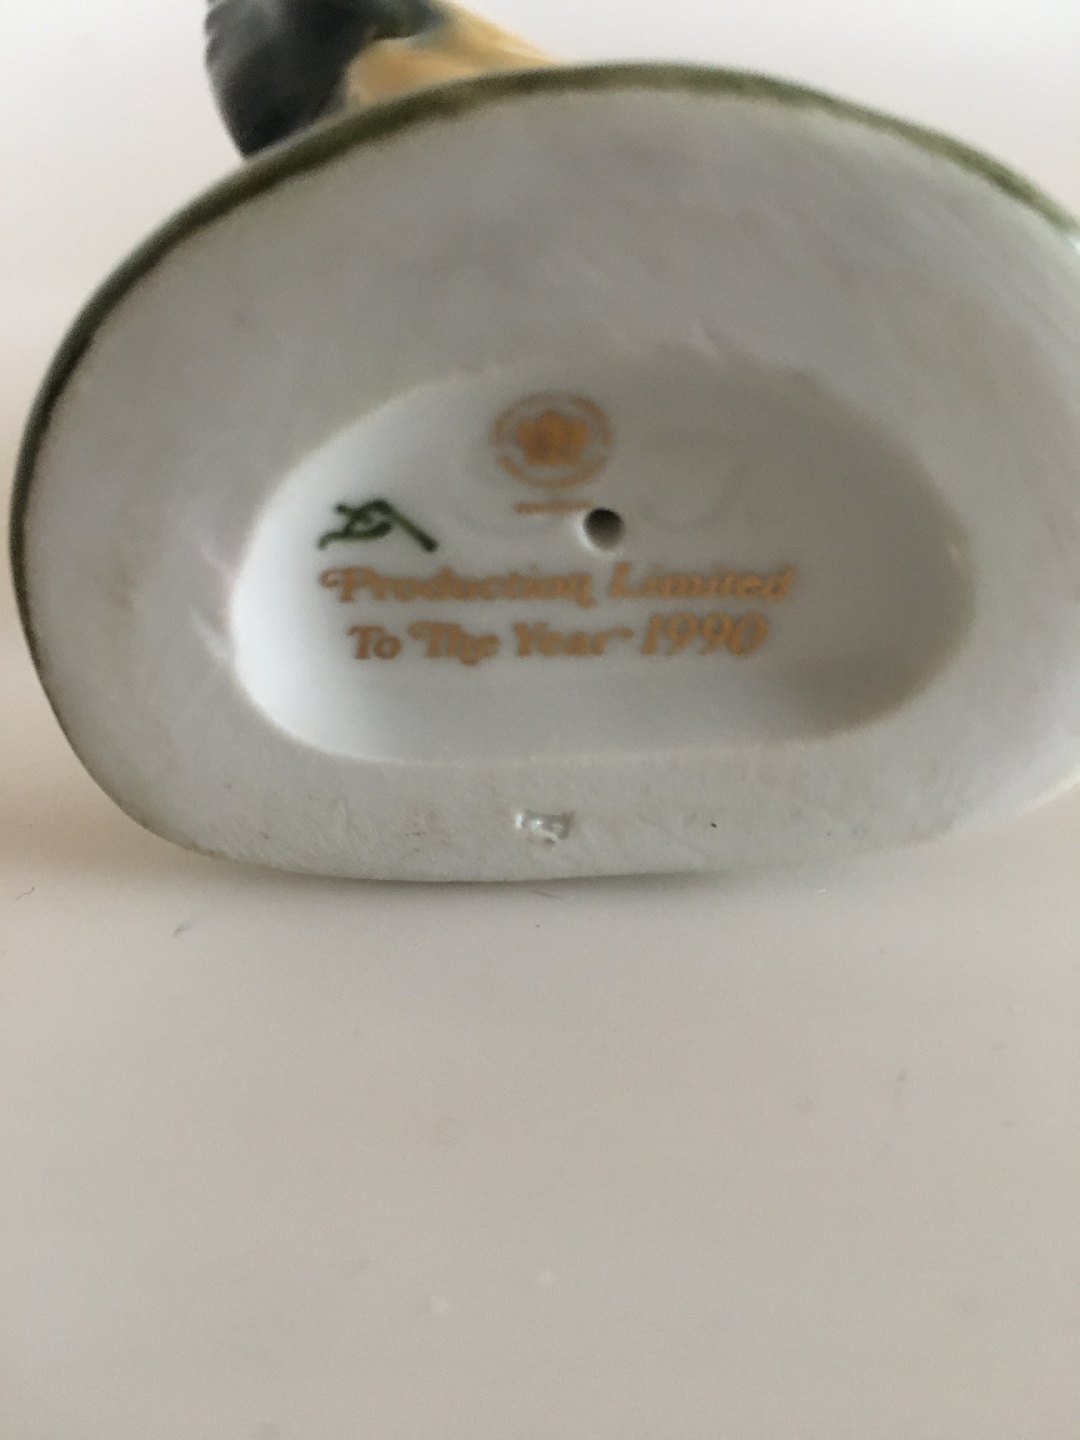 Production Limited
To The Year 1990